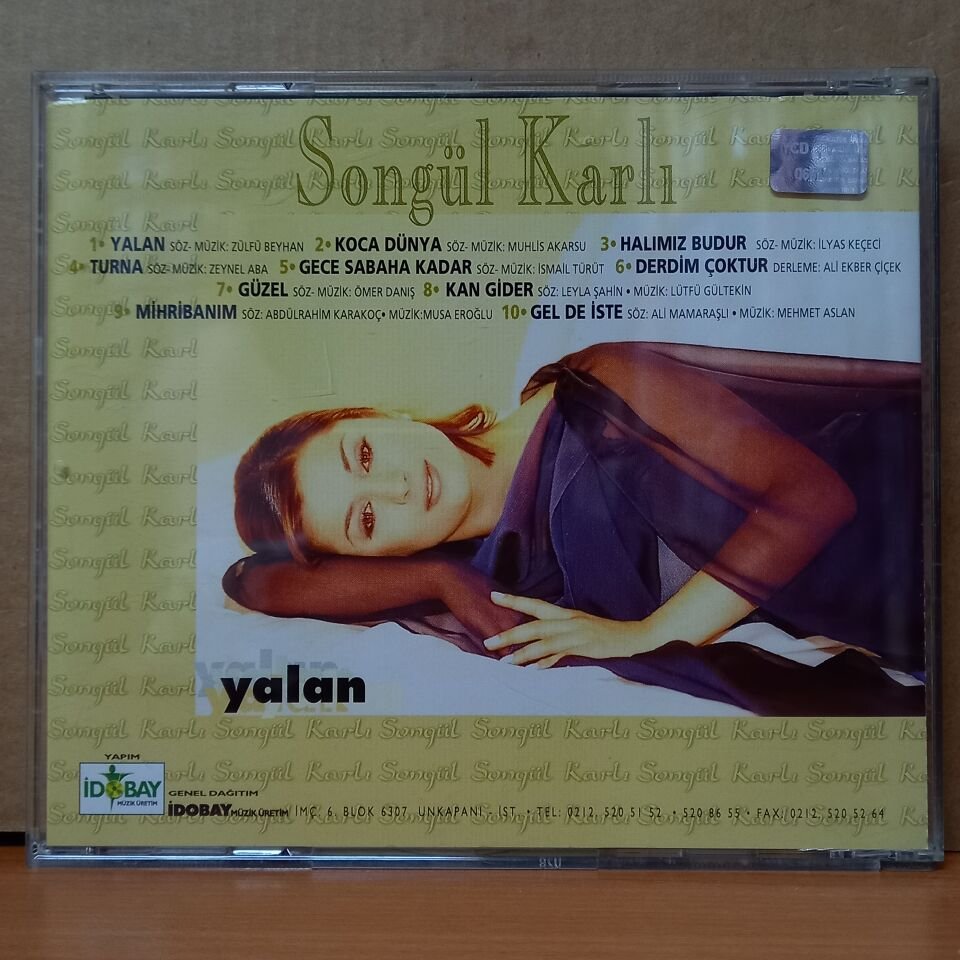 Songül Karlı
1• YALAN SÖZ- MÜZİK: ZÜLFÜ BEYHAN 2• KOCA DÜNYA SÖZ- MÜZİK: MUHLİS AKARSU 3• HALIMIZ BUDUR SÖZ- MÜZİK: İLYAS KEÇECİ
4• TURNA SÖZ- MÜZİK: ZEYNEL ABA 5• GECE SABAHA KADAR SÖZ- MÜZİK: İSMAİL TÜRÜT 6• DERDİM ÇOKTUR DERLEME: ALİ EKBER ÇİÇEK
7• GÜZEL SÖZ- MÜZİK: ÖMER DANIŞ 8• KAN GİDER SÖZ: LEYLA ŞAHİN • MÜZİK: LÜTFÜ GÜLTEKİN
9• MİHRİBANIM SÖZ: ABDÜLRAHİM KARAKOÇ• MÜZİK:MUSA EROĞLU 10• GEL DE İSTE SÖZ: ALİ MAMARAŞLI • MÜZİK: MEHMET ASLAN
yalan
YAPIM
İDOBAY
MÜZİK ÜRETİM
GENEL DAĞITIM
İDOBAY MÜZİK ÜRETİM İMÇ. 6. BLOK 6307, UNKAPANI - İST. • TEL: 0212. 520 51 52 • 520 86 55 • FAX: 0212. 520 52 64